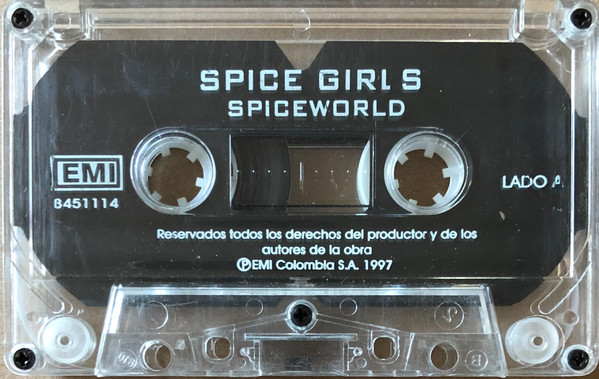 SPICE GIRLS
SPICEWORLD
EMI
8451114
LADO A
Reservados todos los derechos del productor y de los
autores de la obra
ⓅEMI Colombia S.A. 1997